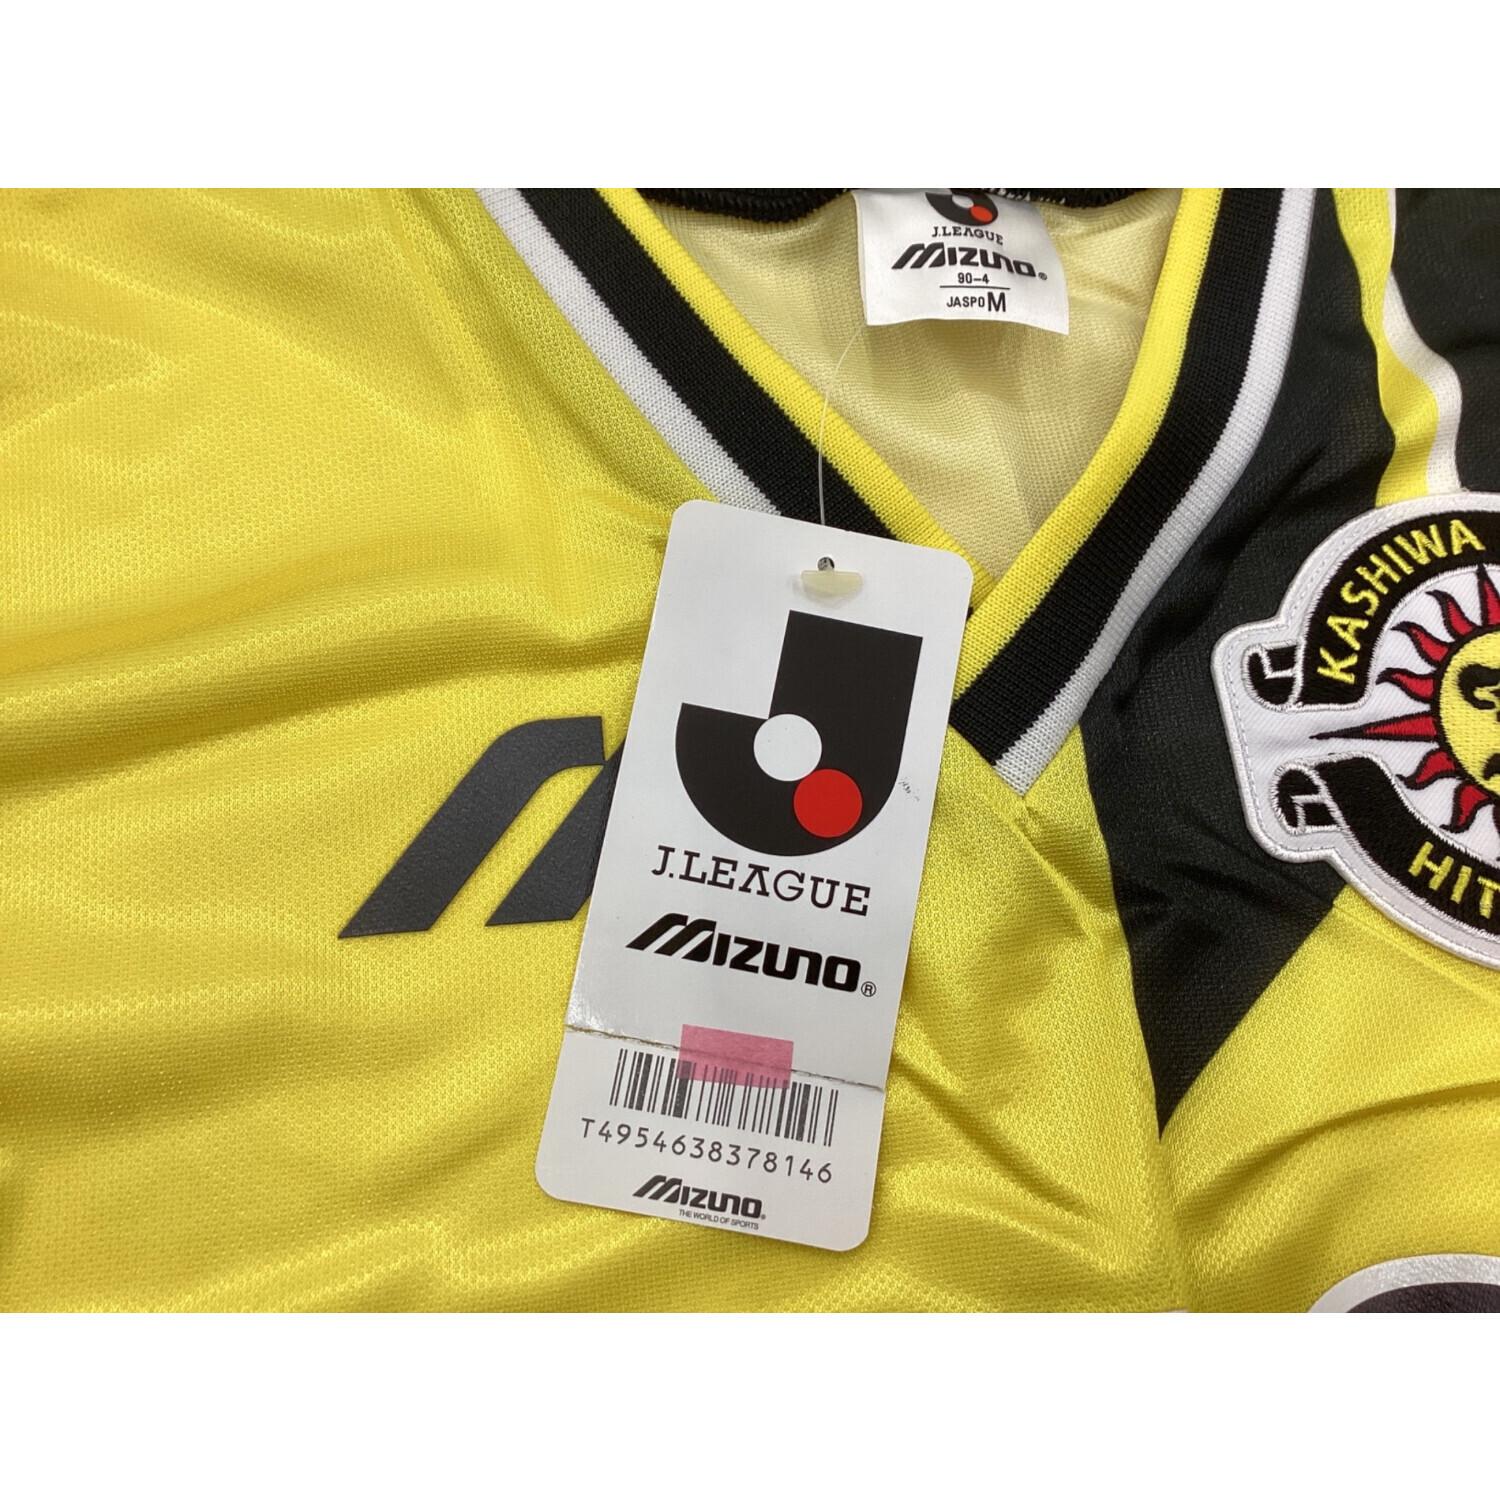 J.LEAGUE
MIZUNO®
90-4
JASPO M
KASHIWA
HIT
J.LEAGUE
MIZUNO®
T4954638378146
MIZUNO®
THE WORLD OF SPORTS